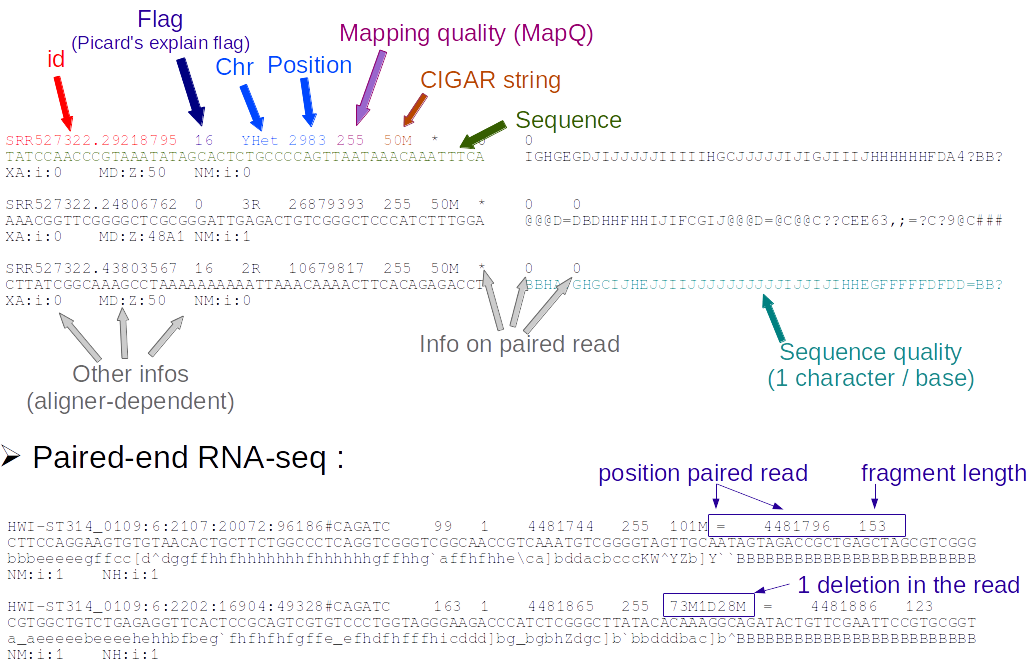 Flag
(Picard's explain flag)
Mapping quality (MapQ)
id
Chr
Position
CIGAR string
Sequence
SRR527322.29218795 16 YHet 2983 255 50M * 0 0
TATCCAACCCGTAAATATAGCACTCTGCCCCAGTTAATAAACAAATTTCA IGHGEGDJIJJJJJIIIIIIHGCJJJJJIJIGJIIIJHHHHHHFDA4?BB?
XA:i:0 MD:Z:50 NM:i:0
SRR527322.24806762 0 3R 26879393 255 50M * 0 0
AAACGGTTCGGGGCTCGCGGGATTGAGACTGTCGGGCTCCCATCTTTGGA @@@D=DBDHHFHHIJIFCGIJ@@@D=@C@@C??CEE63,;=?C?9@C###
XA:i:0 MD:Z:48A1 NM:i:1
SRR527322.43803567 16 2R 10679817 255 50M * 0 0
CTTATCGGCAAAGCCTAAAAAAAAAATTAAACAAAACTTCACAGAGACCT
XA:i:0 MD:Z:50 NM:i:0
Info on paired read
Sequence quality
(1 character / base)
Other infos
(aligner-dependent)
Paired-end RNA-seq :
position paired read
fragment length
HWI-ST314_0109:6:2107:20072:96186#CAGATC 99 1 4481744 255 101M = 4481796 153
CTTCCAGGAAGTGTGTAACACTGCTTCTGGCCCTCAGGTCGGGTCGGCAACCGTCAAATGTCGGGGTAGTTGCAATAGTAGACCGCTGAGCTAGCGTCGGG
bbbeeeeegffcc[d^dggffhhfhhhhhhhfhhhhhhgffhhg`affhfhhe\ca]bddacbcccKW^YZb]Y``BBBBBBBBBBBBBBBBBBBBBBBBB
NM:i:1 NH:i:1
1 deletion in the read
HWI-ST314_0109:6:2202:16904:49328#CAGATC 163 1 4481865 255 73M1D28M = 4481886 123
CGTGGCTGTCTGAGAGGTTCACTCCGCAGTCGTGTCCCTGGTAGGGAAGACCCATCTCGGGCTTATACACAAAGGCAGATACTGTTCGAATTCCGTGCGGT
a_aeeeeebeeeeehehhbfbeg`fhfhfhfgffe_efhdfhfffhicddd]bg_bgbhZdgc]b`bbdddbac]b^BBBBBBBBBBBBBBBBBBBBBBBB
NM:i:1 NH:i:1